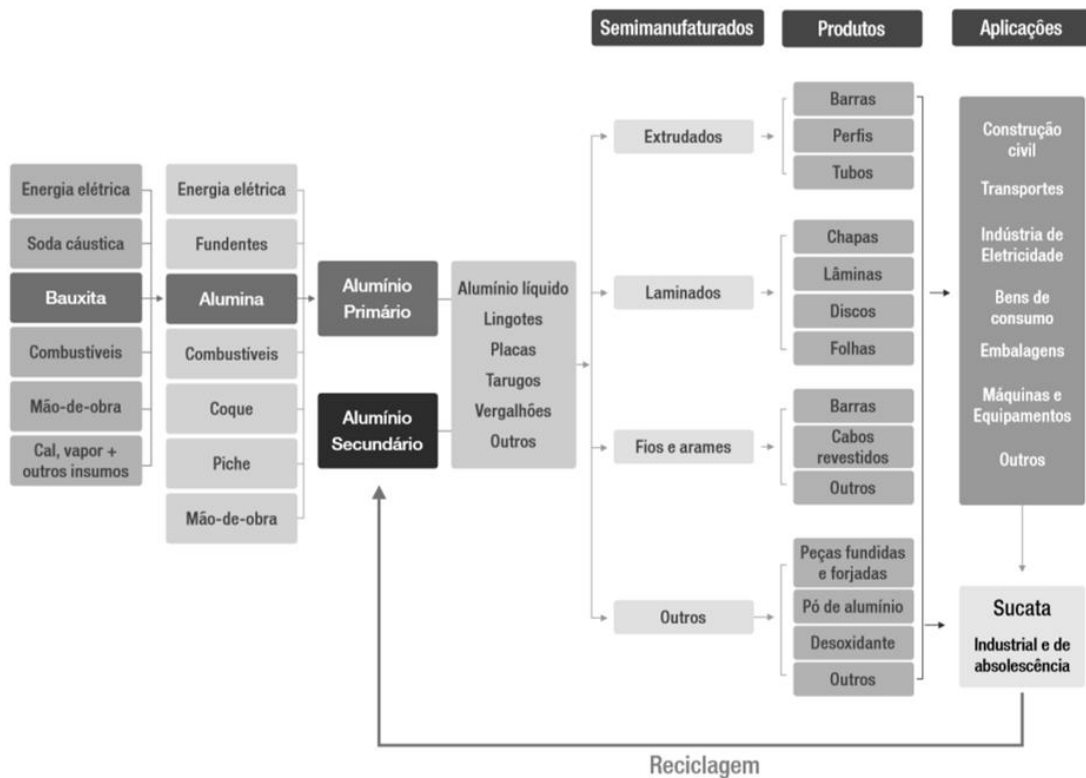 Semimanufaturados
Produtos
Aplicações
Energia elétrica
Soda cáustica
Bauxita
Combustíveis
Mão-de-obra
Cal, vapor +
outros insumos
Energia elétrica
Fundentes
Alumina
Combustíveis
Coque
Piche
Mão-de-obra
Alumínio
Primário
Alumínio
Secundário
Alumínio líquido
Lingotes
Placas
Tarugos
Vergalhões
Outros
Extrudados
Laminados
Fios e arames
Outros
Barras
Perfis
Tubos
Chapas
Lâminas
Discos
Folhas
Barras
Cabos
revestidos
Outros
Peças fundidas
e forjadas
Pó de alumínio
Desoxidante
Outros
Construção
civil
Transportes
Indústria de
Eletricidade
Bens de
consumo
Embalagens
Máquinas e
Equipamentos
Outros
Sucata
Industrial e de
absolescência
Reciclagem